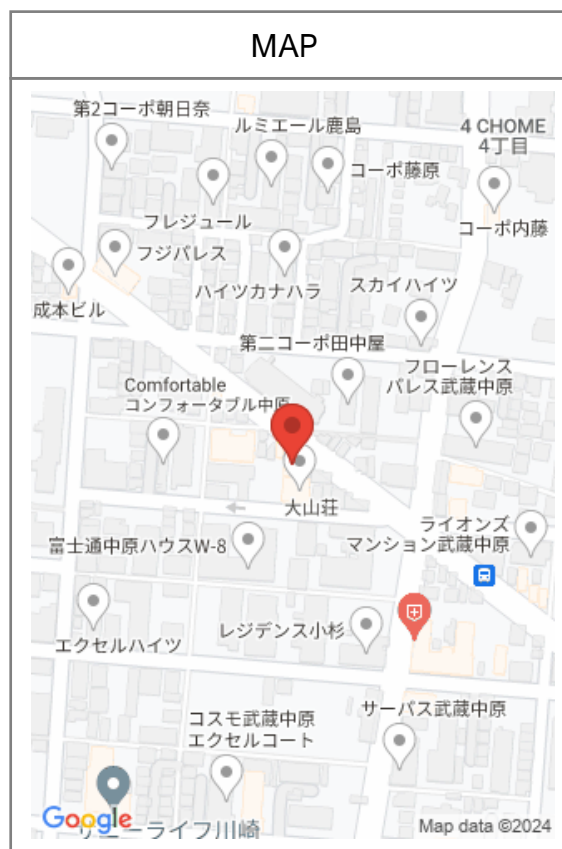 MAP
第2コーポ朝日奈
ルミエール鹿島
4 CHOME
4丁目
コーポ藤原
フレジュール
コーポ内藤
フジパレス
ハイツカナハラ
スカイハイツ
成本ビル
第二コーポ田中屋
フローレンス
パレス武蔵中原
Comfortable
コンフォータブル中原
大山荘
ライオンズ
マンション武蔵中原
富士通中原ハウスW-8
レジデンス小杉
エクセルハイツ
サーパス武蔵中原
コスモ武蔵中原
エクセルコート
Google
ーライフ川崎
Map data ©2024